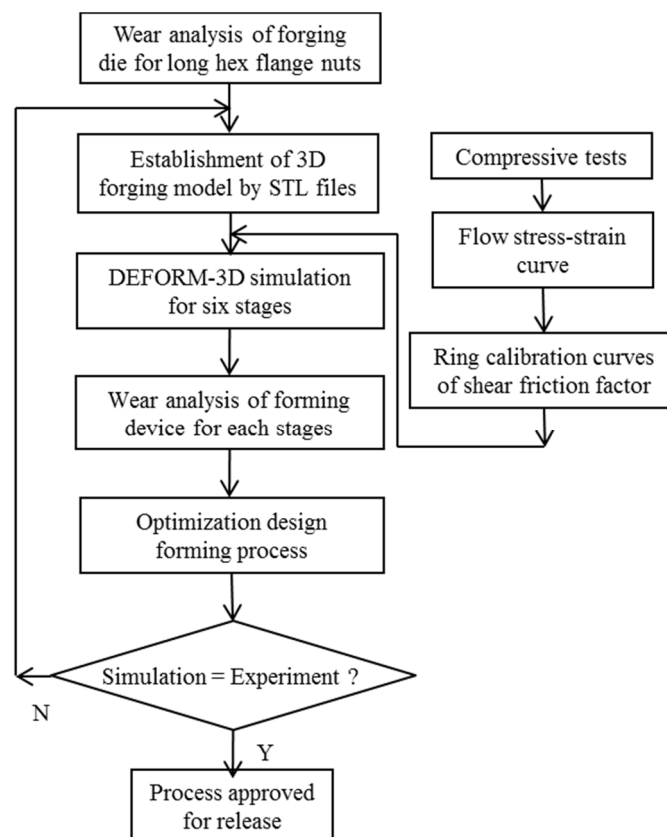 Wear analysis of forging
die for long hex flange nuts
Establishment of 3D
forging model by STL files
DEFORM-3D simulation
for six stages
Wear analysis of forming
device for each stages
Optimization design
forming process
Simulation = Experiment ?
N
Y
Process approved
for release
Compressive tests
Flow stress-strain
curve
Ring calibration curves
of shear friction factor